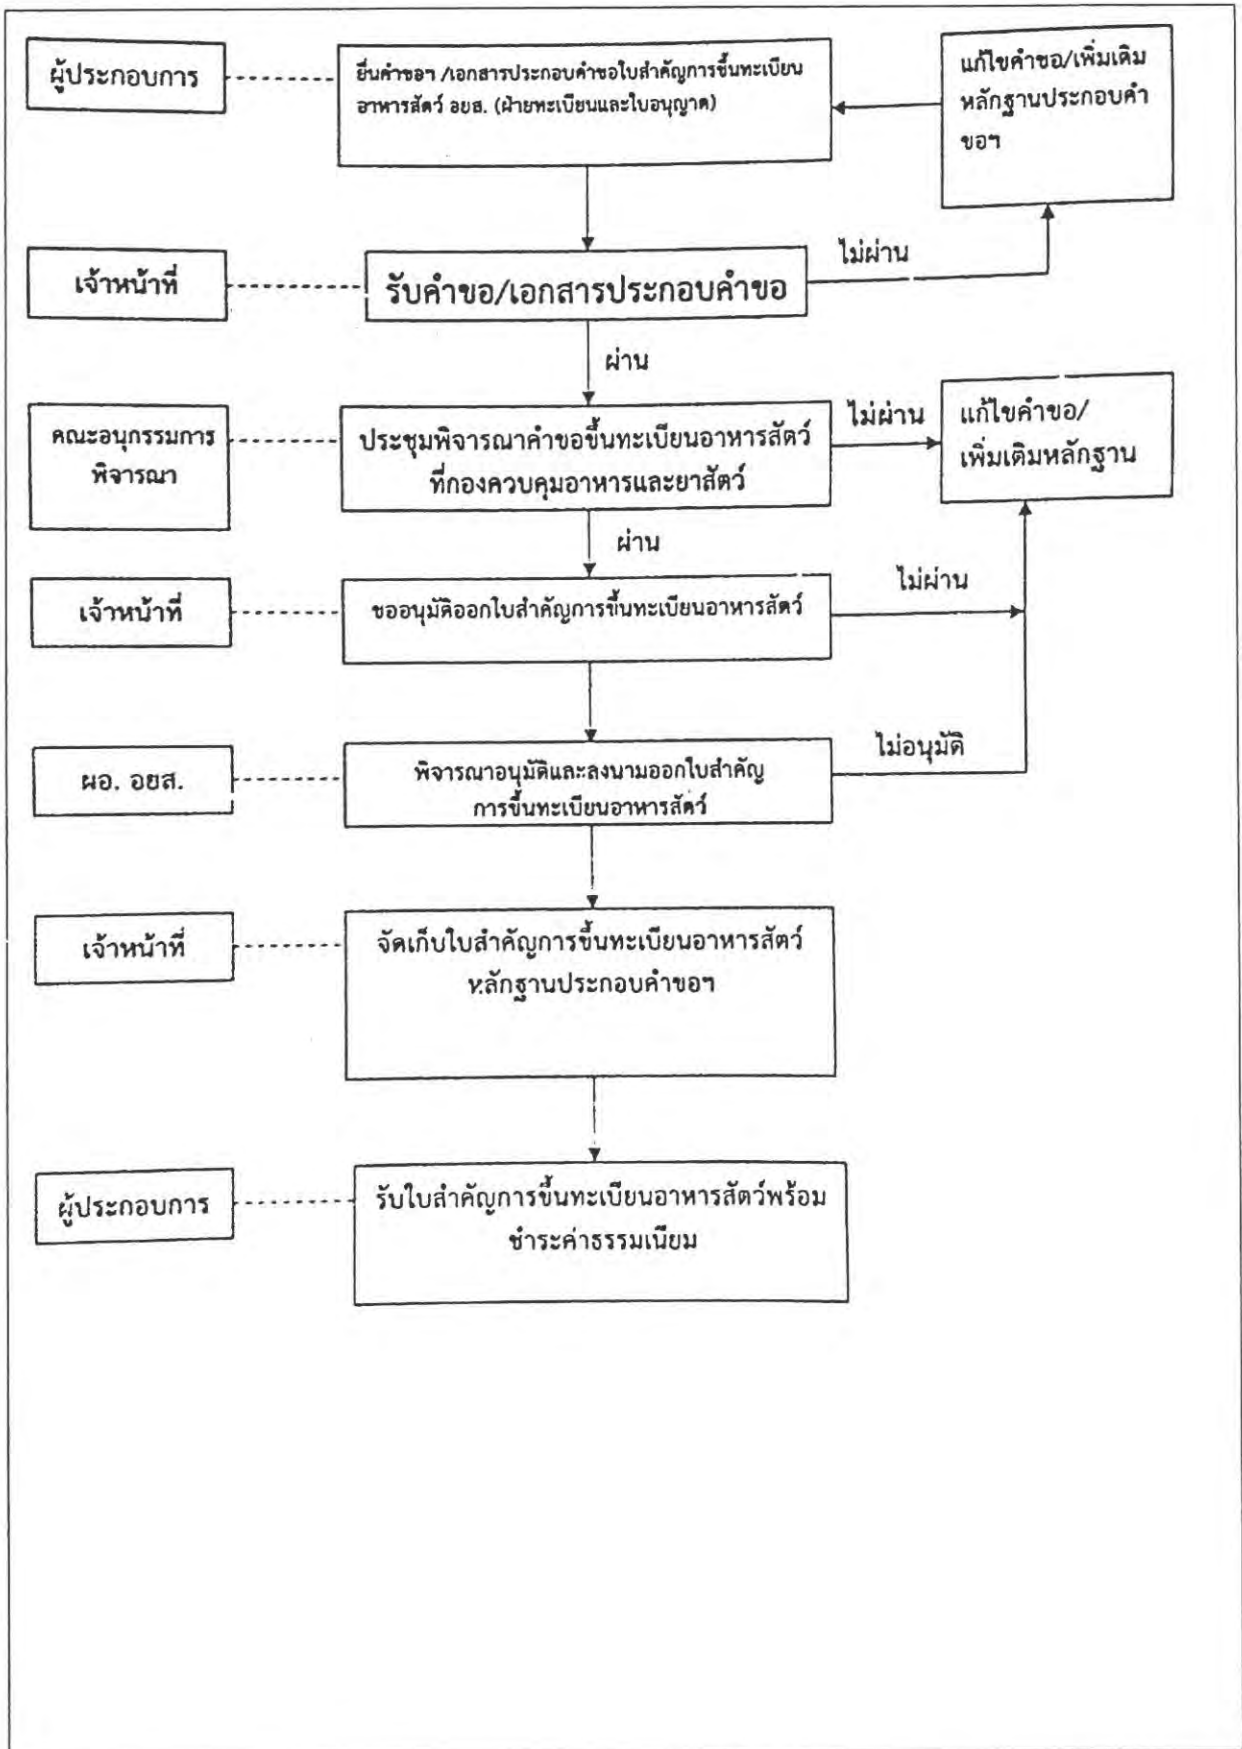 ผู้ประกอบการ
ยื่นคำขอฯ /เอกสารประกอบคำขอใบสำคัญการขึ้นทะเบียน
อาหารสัตว์ อยส. (ฝ่ายทะเบียนและใบอนุญาต)
แก้ไขคำขอ/เพิ่มเติม
หลักฐานประกอบคำ
ขอฯ
เจ้าหน้าที่
รับคำขอ/เอกสารประกอบคำขอ
ไม่ผ่าน
ผ่าน
คณะอนุกรรมการ
พิจารณา
ประชุมพิจารณาคำขอขึ้นทะเบียนอาหารสัตว์
ที่กองควบคุมอาหารและยาสัตว์
ไม่ผ่าน
แก้ไขคำขอ/
เพิ่มเติมหลักฐาน
ผ่าน
เจ้าหน้าที่
ขออนุมัติออกใบสำคัญการขึ้นทะเบียนอาหารสัตว์
ไม่ผ่าน
ผอ. อยส.
พิจารณาอนุมัติและลงนามออกใบสำคัญ
การขึ้นทะเบียนอาหารสัตว์
ไม่อนุมัติ
เจ้าหน้าที่
จัดเก็บใบสำคัญการขึ้นทะเบียนอาหารสัตว์
หลักฐานประกอบคำขอฯ
ผู้ประกอบการ
รับใบสำคัญการขึ้นทะเบียนอาหารสัตว์พร้อม
ชำระค่าธรรมเนียม